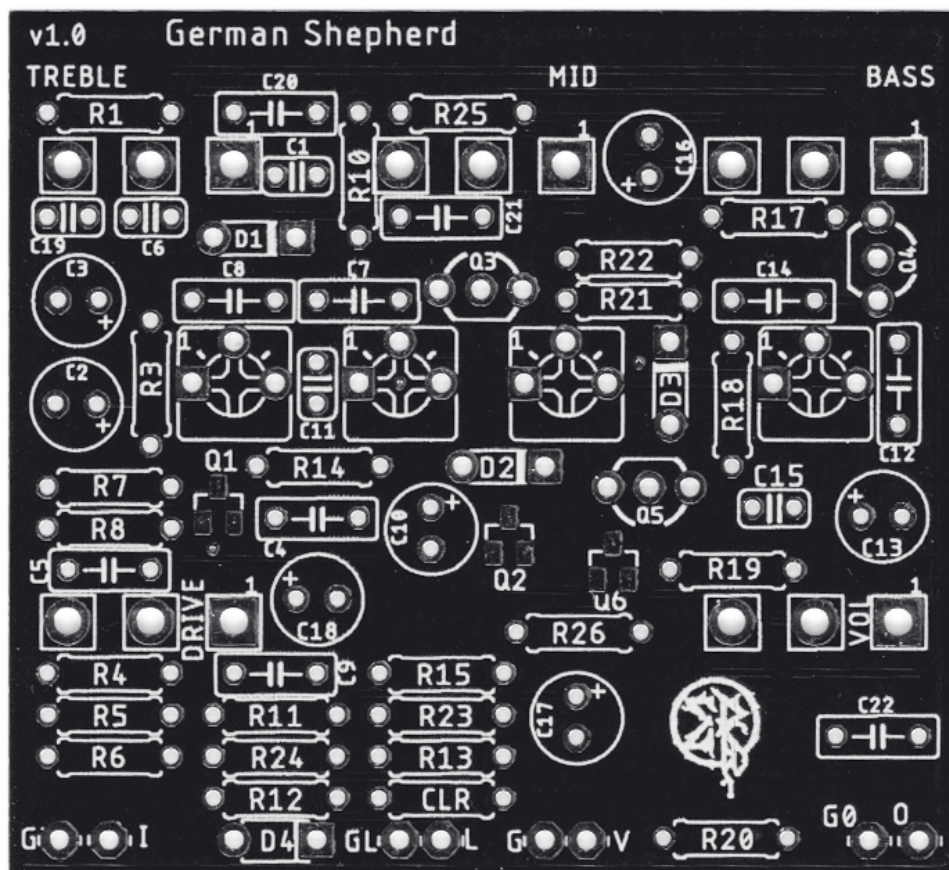 v1.0 German Shepherd
TREBLE MID BASS
C20
R1 R25
1 1 1
C1 R10 C16 +
C19 C6 D1 C21 R17
C3 + C8 C7 Q3 R22 C14 Q4
R21
C2 + R3 1 C11 1 1 D3 R18 1 C12
Q1 R14 D2 C15
R7 C10 + Q5 + C13
R8 C4 Q2
C5 + C18 Q6 R19
DRIVE 1 R26 VOL 1
R4 C9 R15
R5 R11 R23 C17 + C22
R6 R24 R13
R12 CLR
G I D4 GL L G V R20 G0 O